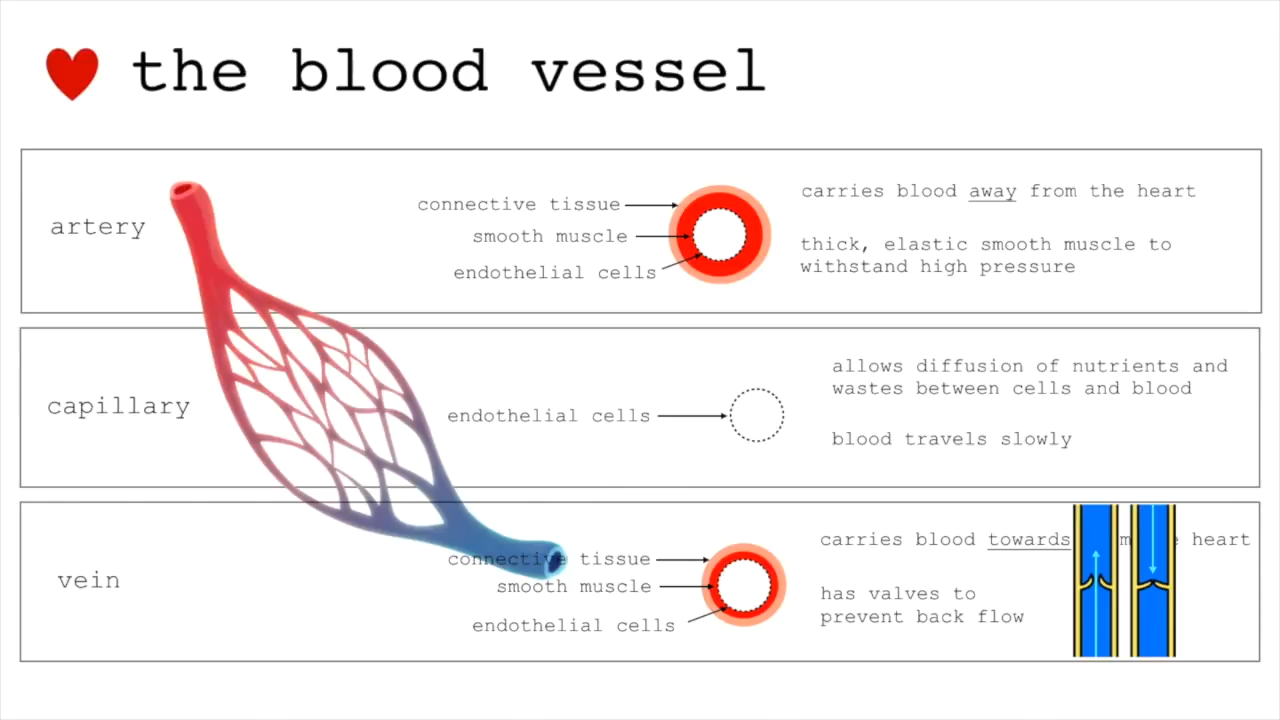 the blood vessel
artery
connective tissue
smooth muscle
endothelial cells
carries blood away from the heart
thick, elastic smooth muscle to
withstand high pressure
capillary
endothelial cells
allows diffusion of nutrients and
wastes between cells and blood
blood travels slowly
vein
connective tissue
smooth muscle
endothelial cells
carries blood towards heart
has valves to
prevent back flow